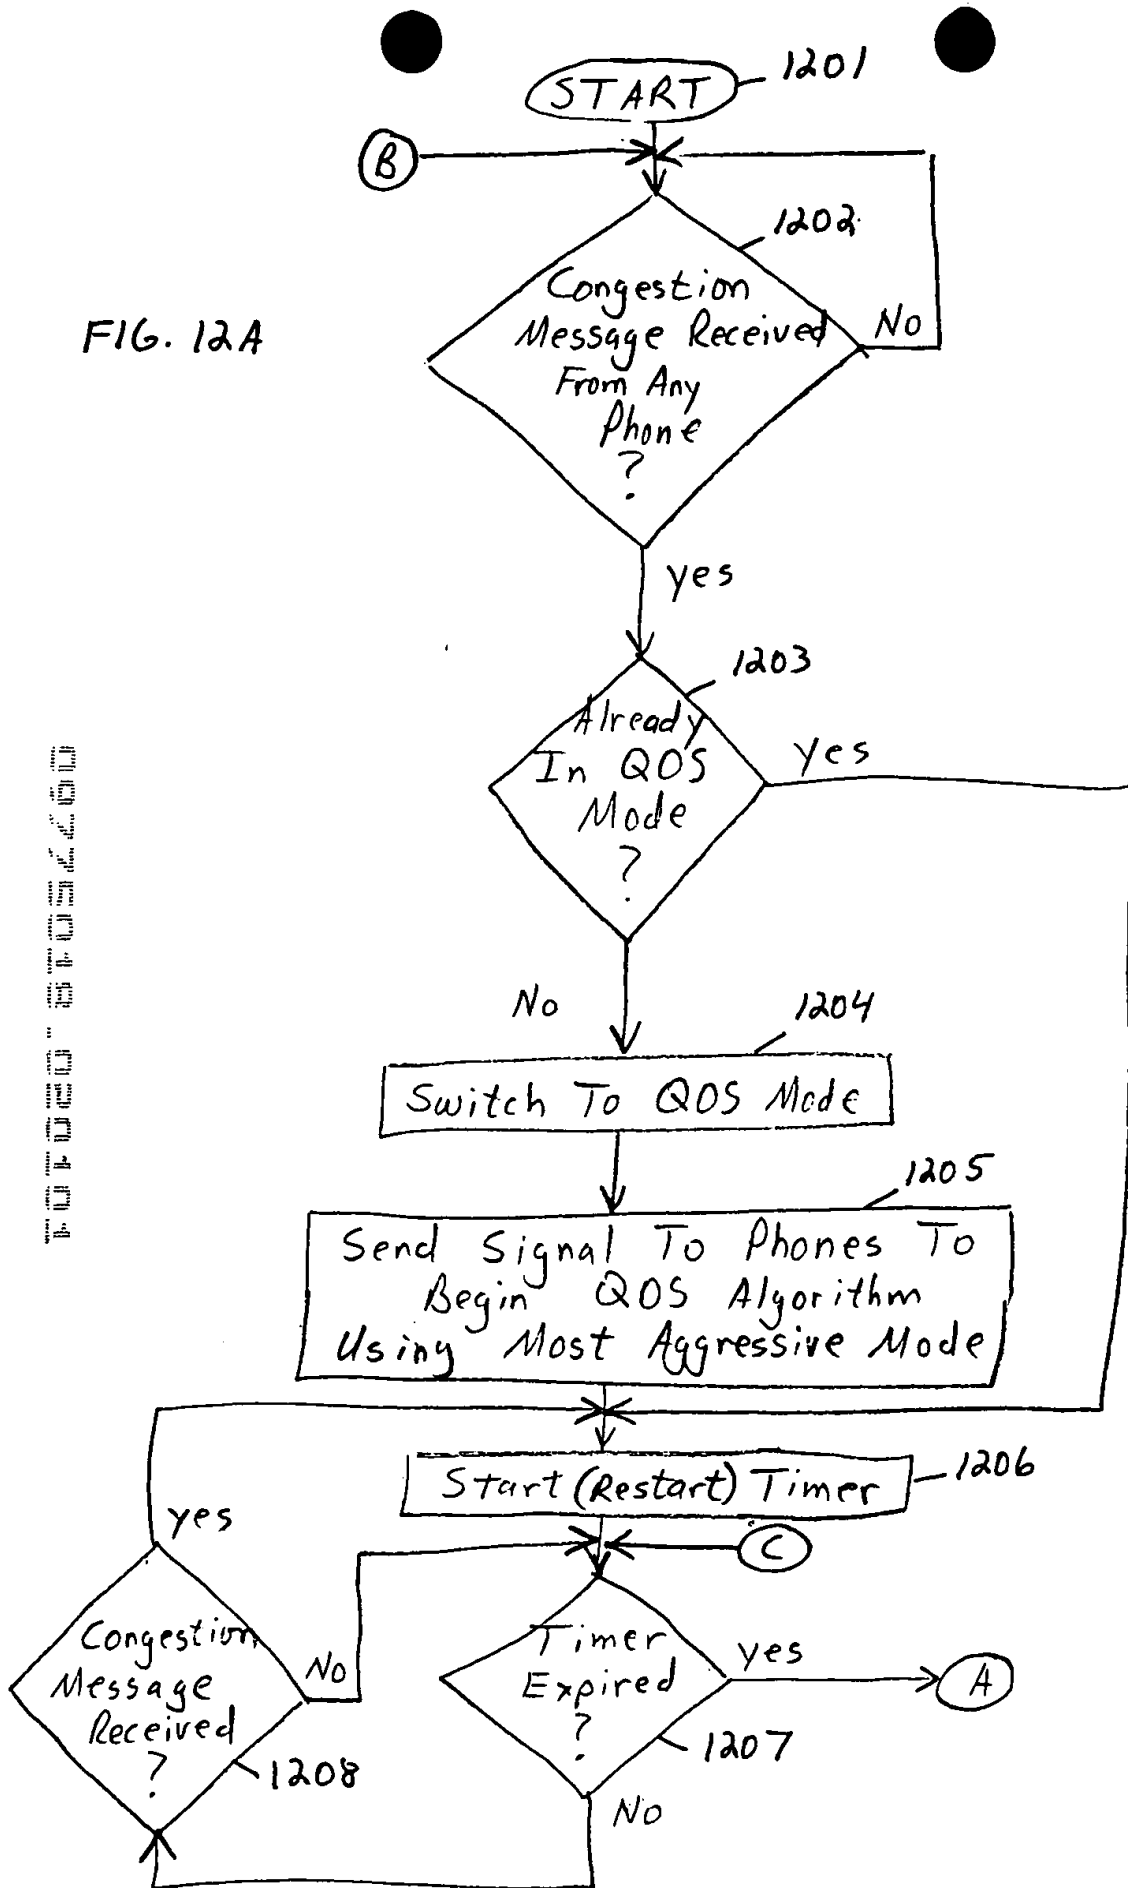 START
1201
B
1202
Congestion
Message Received
From Any
Phone
?
No
FIG. 12A
yes
1203
Already
In QOS
Mode
?
yes
No
1204
Switch To QOS Mode
1205
Send Signal To Phones To
Begin QOS Algorithm
Using Most Aggressive Mode
Start (Restart) Timer
1206
C
yes
Congestion
Message
Received
?
No
1208
Timer
Expired
?
yes
A
1207
No
09775018.020101